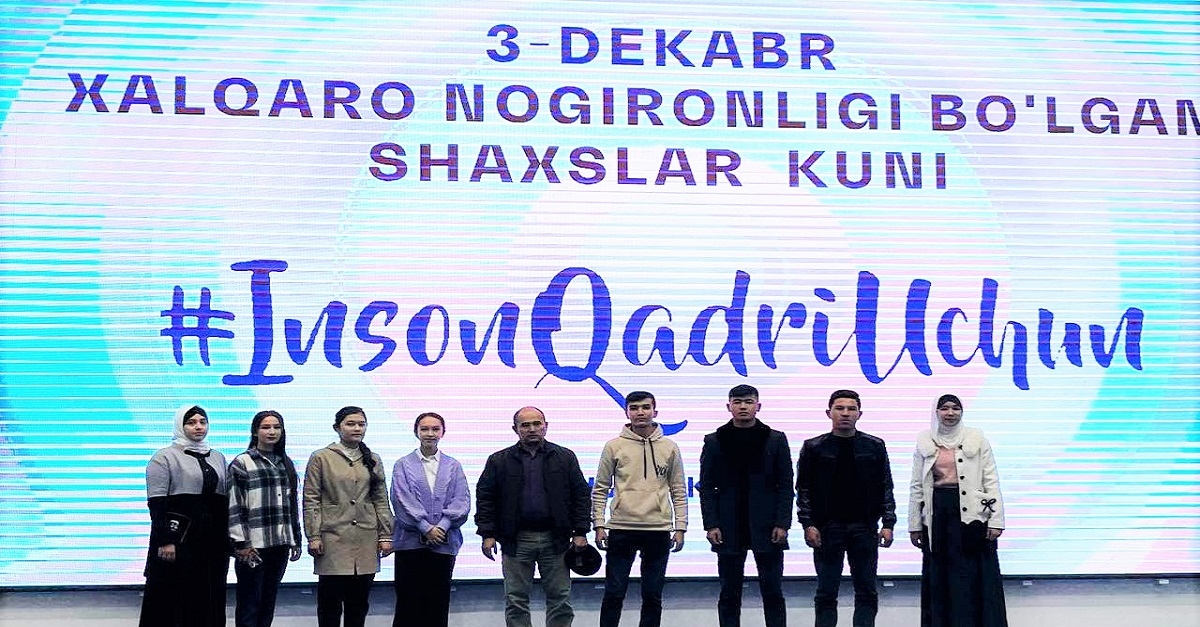 3-DEKABR
XALQARO NOGIRONLIGI BO'LGAN
SHAXSLAR KUNI
#InsonQadriUchun